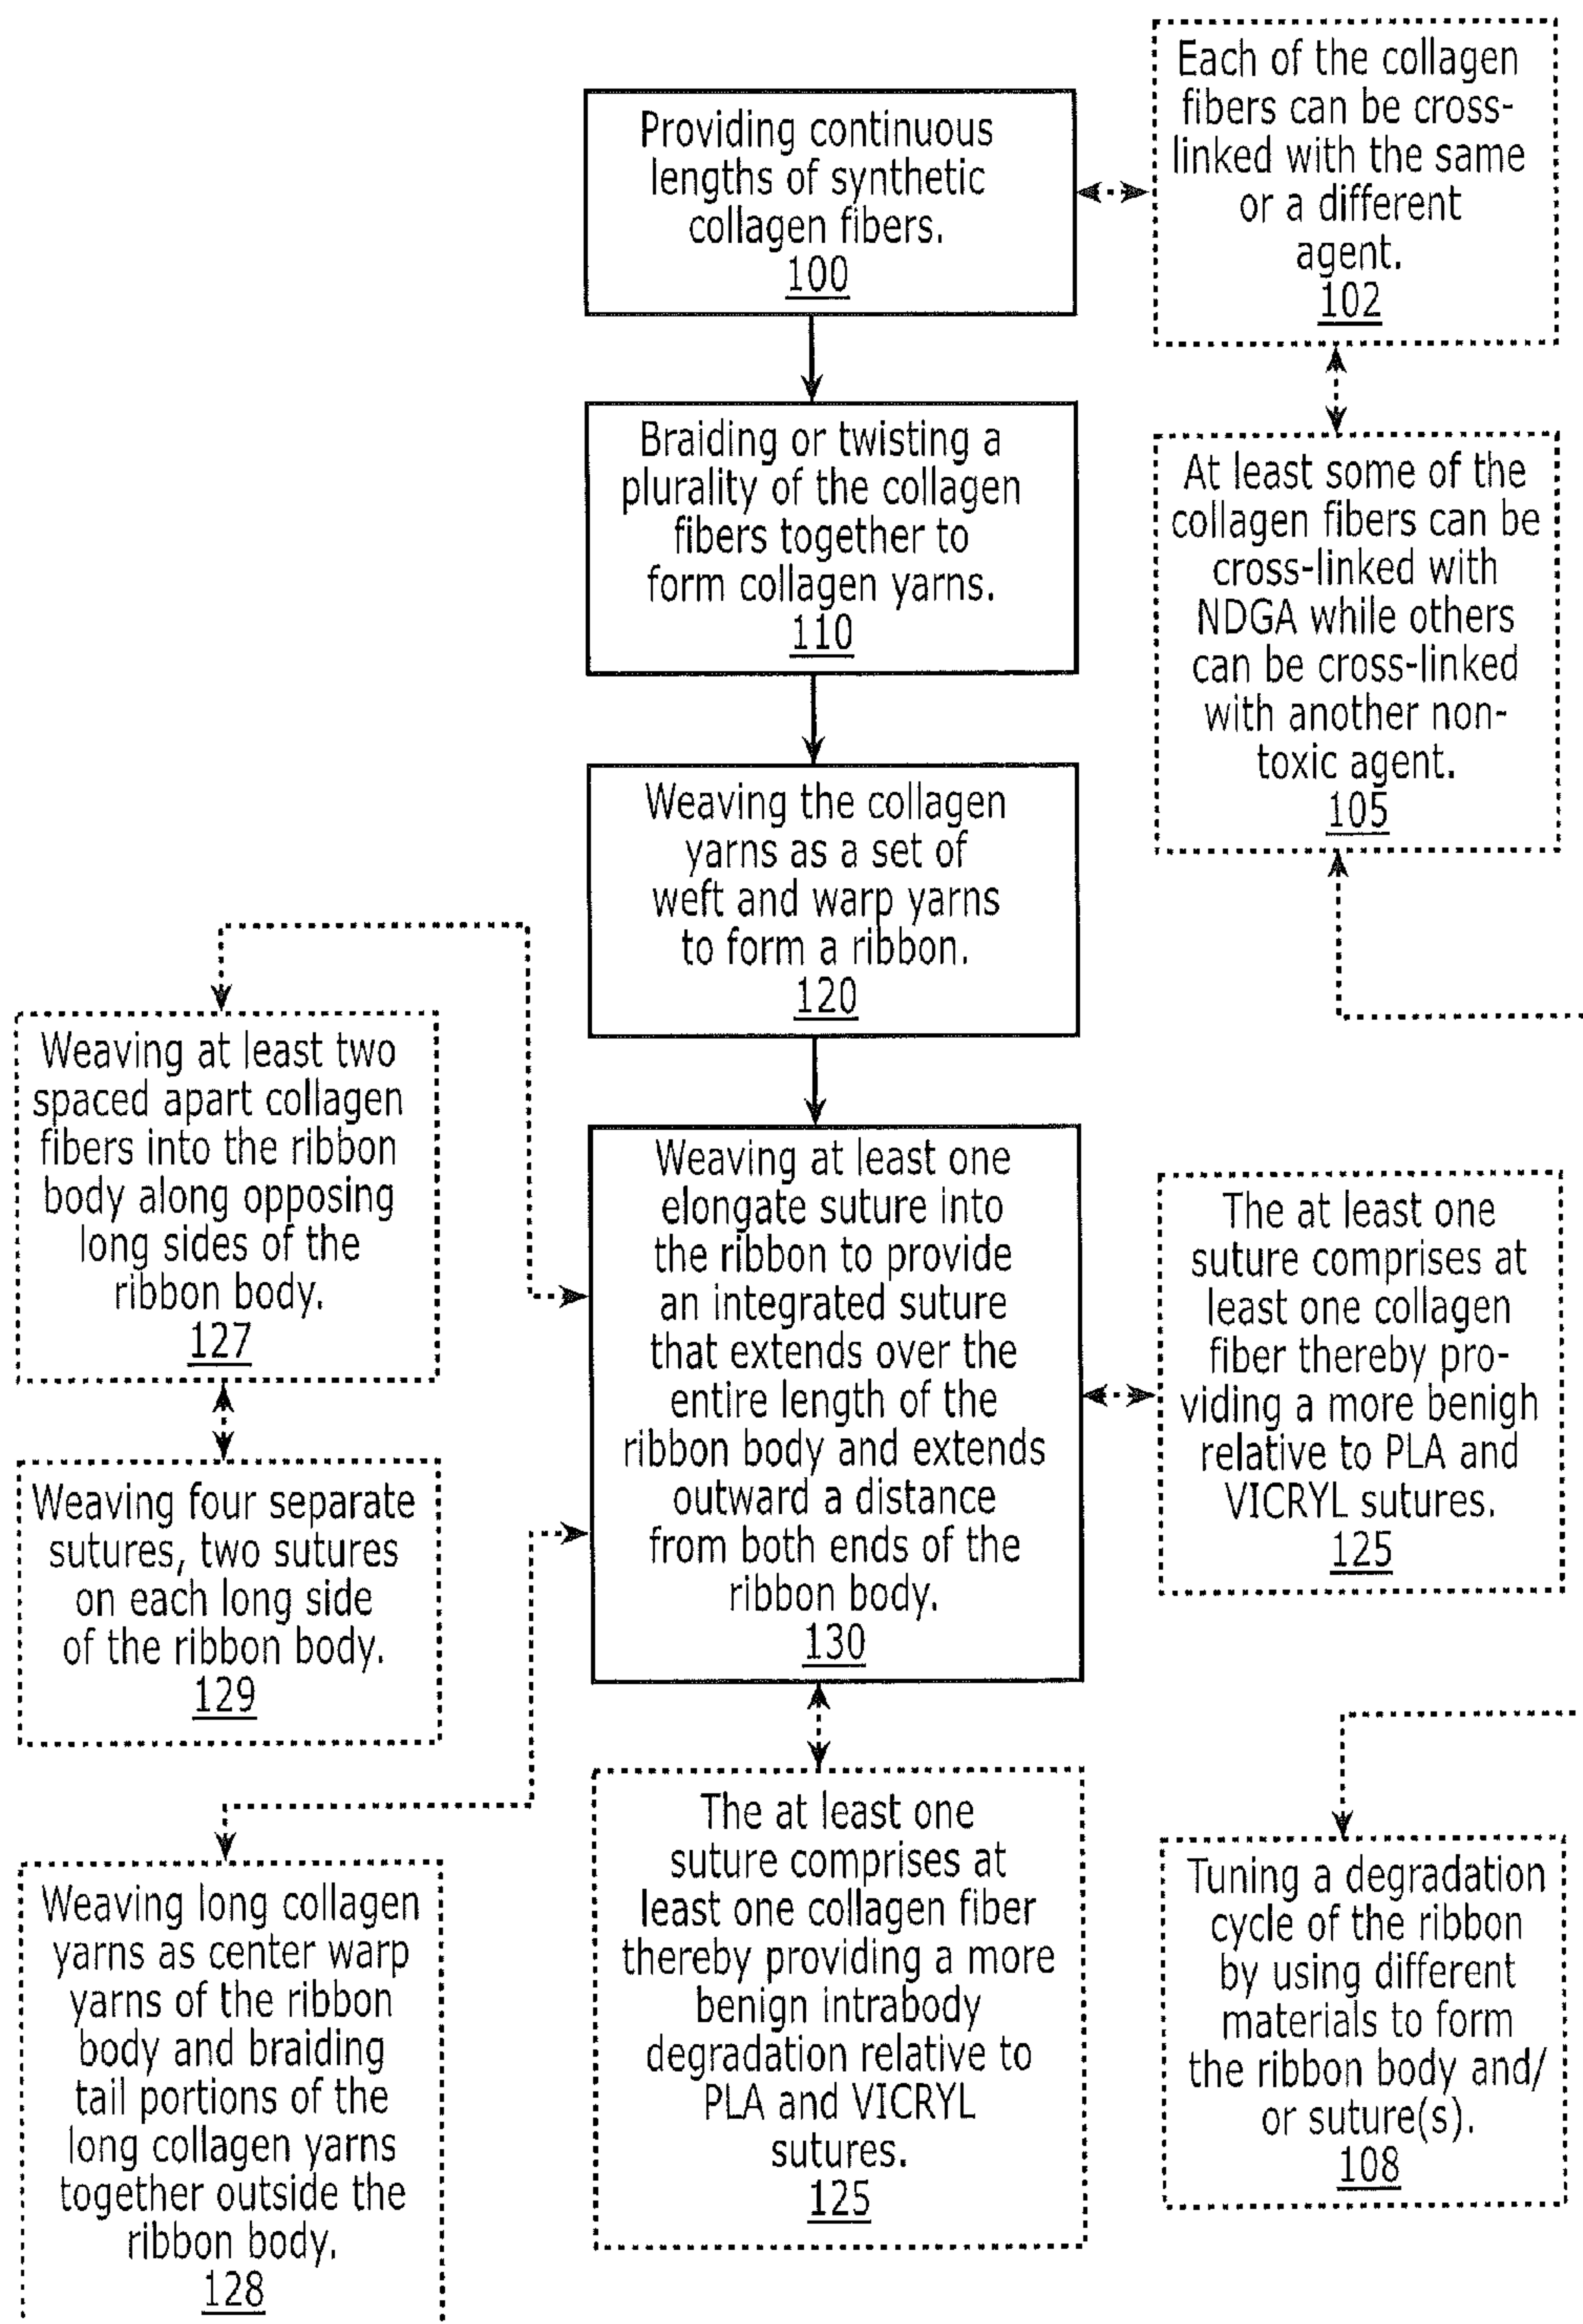 Providing continuous
lengths of synthetic
collagen fibers.
100
Each of the collagen
fibers can be cross-
linked with the same
or a different
agent.
102
Braiding or twisting a
plurality of the collagen
fibers together to
form collagen yarns.
110
At least some of the
collagen fibers can be
cross-linked with
NDGA while others
can be cross-linked
with another non-
toxic agent.
105
Weaving the collagen
yarns as a set of
weft and warp yarns
to form a ribbon.
120
Weaving at least two
spaced apart collagen
fibers into the ribbon
body along opposing
long sides of the
ribbon body.
127
Weaving at least one
elongate suture into
the ribbon to provide
an integrated suture
that extends over the
entire length of the
ribbon body and extends
outward a distance
from both ends of the
ribbon body.
130
The at least one
suture comprises at
least one collagen
fiber thereby pro-
viding a more benigh
relative to PLA and
VICRYL sutures.
125
Weaving four separate
sutures, two sutures
on each long side
of the ribbon body.
129
Weaving long collagen
yarns as center warp
yarns of the ribbon
body and braiding
tail portions of the
long collagen yarns
together outside the
ribbon body.
128
The at least one
suture comprises at
least one collagen fiber
thereby providing a more
benign intrabody
degradation relative to
PLA and VICRYL
sutures.
125
Tuning a degradation
cycle of the ribbon
by using different
materials to form
the ribbon body and/
or suture(s).
108